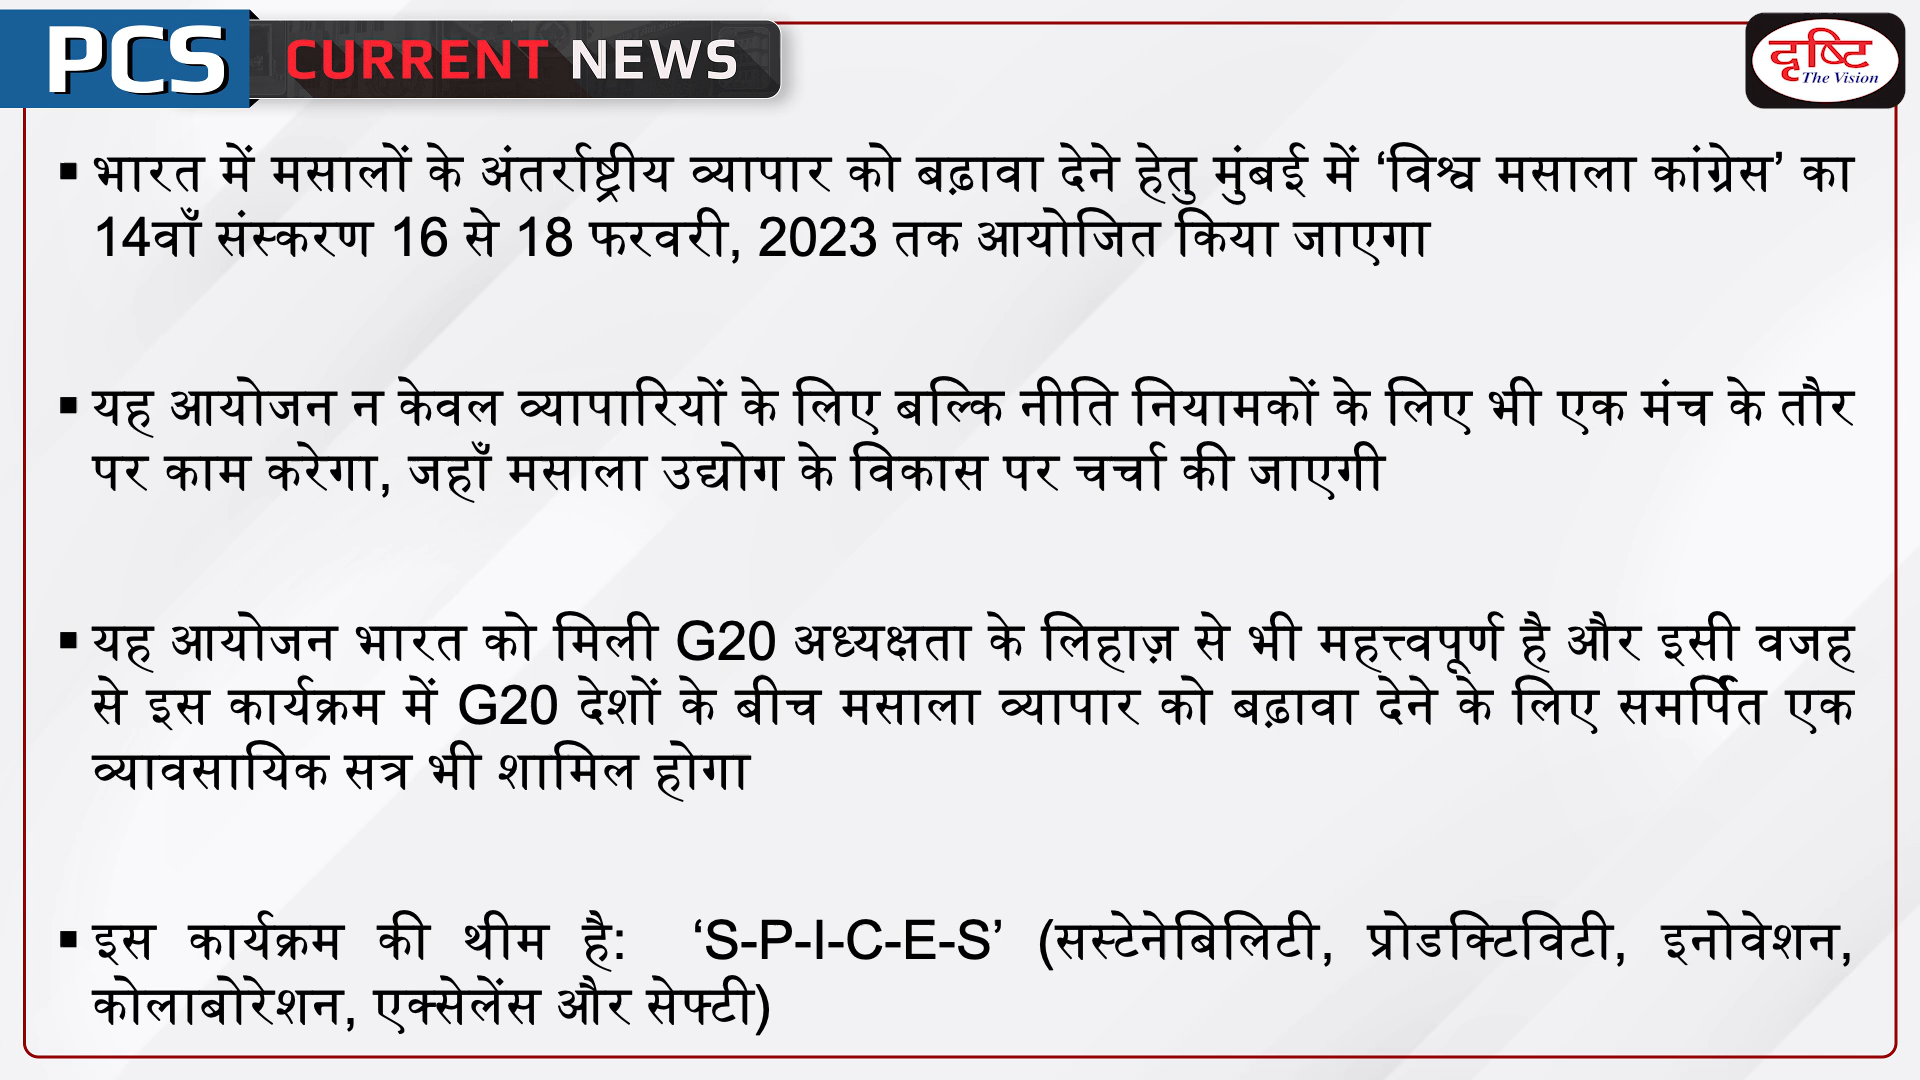 PCS CURRENT NEWS
दृष्टि
The Vision
▪ भारत में मसालों के अंतर्राष्ट्रीय व्यापार को बढ़ावा देने हेतु मुंबई में ‘विश्व मसाला कांग्रेस’ का
14वाँ संस्करण 16 से 18 फरवरी, 2023 तक आयोजित किया जाएगा
▪ यह आयोजन न केवल व्यापारियों के लिए बल्कि नीति नियामकों के लिए भी एक मंच के तौर
पर काम करेगा, जहाँ मसाला उद्योग के विकास पर चर्चा की जाएगी
▪ यह आयोजन भारत को मिली G20 अध्यक्षता के लिहाज़ से भी महत्त्वपूर्ण है और इसी वजह
से इस कार्यक्रम में G20 देशों के बीच मसाला व्यापार को बढ़ावा देने के लिए समर्पित एक
व्यावसायिक सत्र भी शामिल होगा
▪ इस कार्यक्रम की थीम है: ‘S-P-I-C-E-S’ (सस्टेनेबिलिटी, प्रोडक्टिविटी, इनोवेशन,
कोलाबोरेशन, एक्सेलेंस और सेफ्टी)